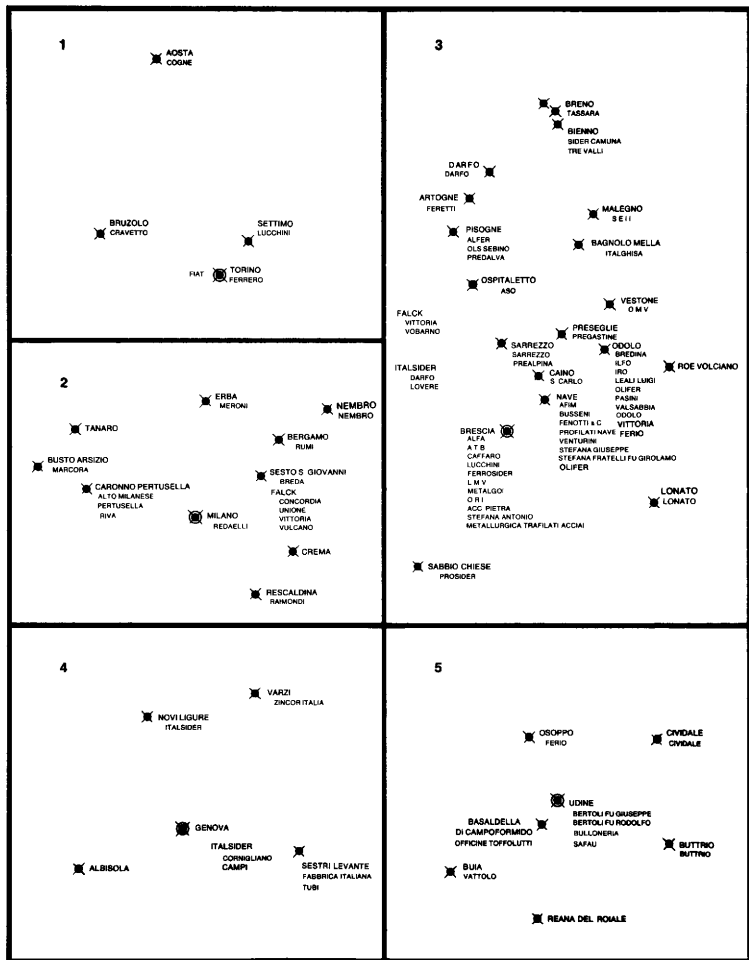 1
AOSTA
COGNE
BRUZOLO
CRAVETTO
SETTIMO
LUCCHINI
FIAT
TORINO
FERRERO
2
ERBA
MERONI
NEMBRO
NEMBRO
TANARO
BERGAMO
RUMI
BUSTO ARSIZIO
MARCORA
SESTO S GIOVANNI
BREDA
FALCK
CONCORDIA
UNIONE
VITTORIA
VULCANO
CARONNO PERTUSELLA
ALTO MILANESE
PERTUSELLA
RIVA
MILANO
REDAELLI
CREMA
RESCALDINA
RAIMONDI
3
BRENO
TASSARA
BIENNO
SIDER CAMUNA
TRE VALLI
DARFO
DARFO
ARTOGNE
FERETTI
MALEGNO
SEII
PISOGNE
ALFER
OLS SEBINO
PREDALVA
BAGNOLO MELLA
ITALGHISA
OSPITALETTO
ASO
VESTONE
O M V
FALCK
VITTORIA
VOBARNO
PRESEGLIE
PREGASTINE
SARREZZO
SARREZZO
PREALPINA
ODOLO
BREDINA
ILFO
IRO
LEALI LUIGI
OLIFER
PASINI
VALSABBIA
ODOLO
VITTORIA
FERIO
ROE VOLCIANO
ITALSIDER
DARFO
LOVERE
CAINO
S CARLO
NAVE
AFIM
BUSSENI
FENOTTI & C
PROFILATI NAVE
VENTURINI
STEFANA GIUSEPPE
STEFANA FRATELLI FU GIROLAMO
OLIFER
BRESCIA
ALFA
A T B
CAFFARO
LUCCHINI
FERROSIDER
L M V
METALGOI
O R I
ACC PIETRA
STEFANA ANTONIO
METALLURGICA TRAFILATI ACCIAI
LONATO
LONATO
SABBIO CHIESE
PROSIDER
4
VARZI
ZINCOR ITALIA
NOVI LIGURE
ITALSIDER
GENOVA
ITALSIDER
CORNIGLIANO
CAMPI
ALBISOLA
SESTRI LEVANTE
FABBRICA ITALIANA
TUBI
5
OSOPPO
FERIO
CIVIDALE
CIVIDALE
UDINE
BERTOLI FU GIUSEPPE
BERTOLI FU RODOLFO
BULLONERIA
SAFAU
BASALDELLA
DI CAMPOFORMIDO
OFFICINE TOFFOLUTTI
BUTTRIO
BUTTRIO
BUIA
VATTOLO
REANA DEL ROIALE